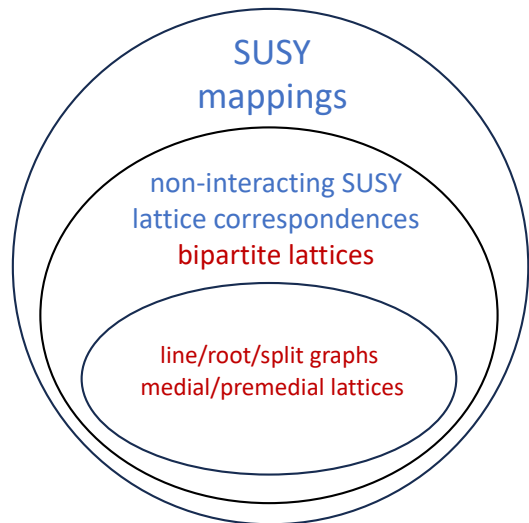 SUSY
mappings
non-interacting SUSY
lattice correspondences
bipartite lattices
line/root/split graphs
medial/premedial lattices